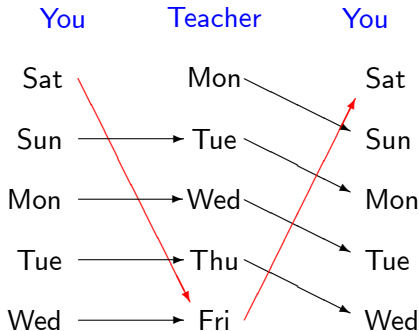 You Teacher You
Sat Mon Sat
Sun Tue Sun
Mon Wed Mon
Tue Thu Tue
Wed Fri Wed